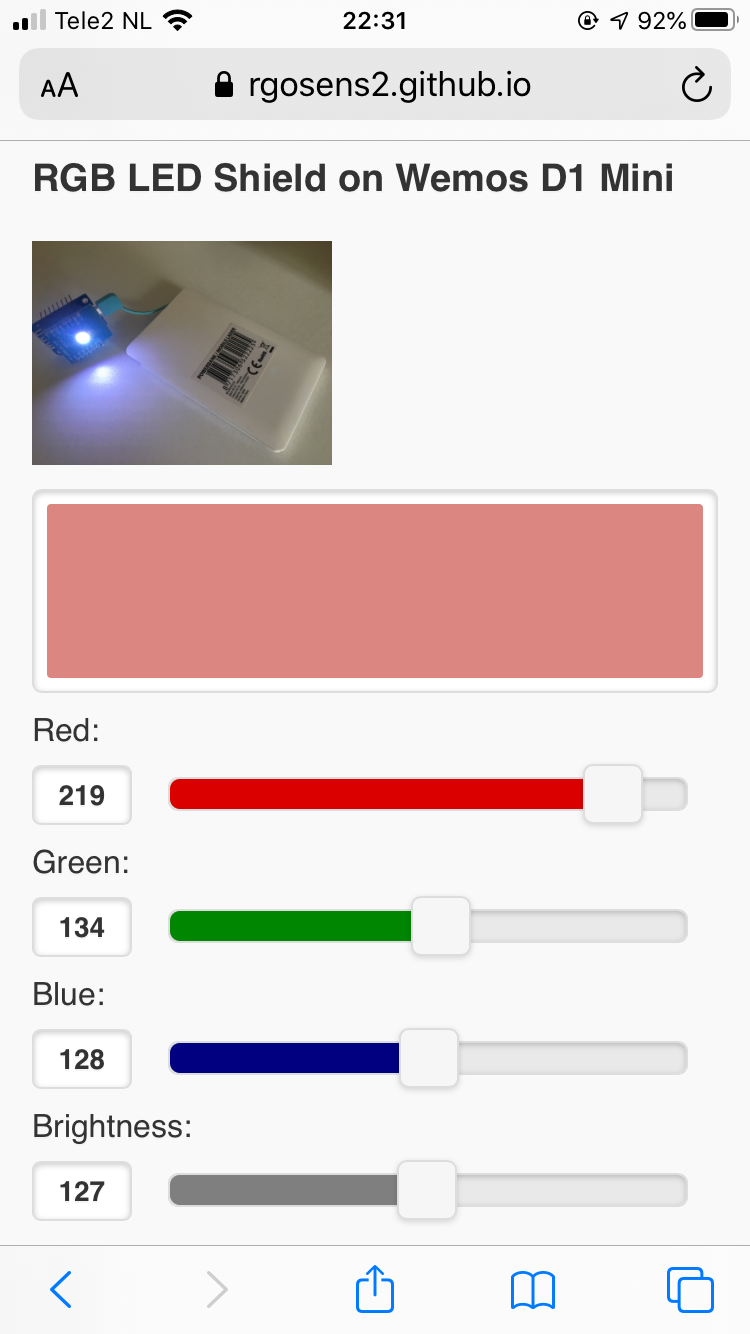 Tele2 NL 22:31 92%
AA rgosens2.github.io
RGB LED Shield on Wemos D1 Mini
CE
Red:
219
Green:
134
Blue:
128
Brightness:
127